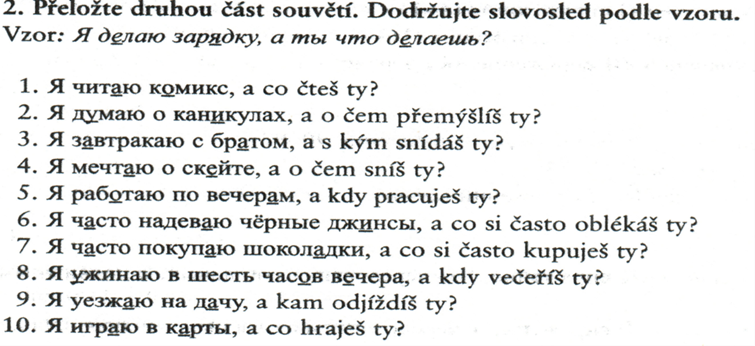 2. Přeložte druhou část souvětí. Dodržujte slovosled podle vzoru.
Vzor: Я делаю зарядку, а ты что делаешь?
1. Я читаю комикс, a co čteš ty?
2. Я думаю о каникулах, a o čem přemýšlíš ty?
3. Я завтракаю с братом, a s kým snídáš ty?
4. Я мечтаю о скейте, a o čem sníš ty?
5. Я работаю по вечерам, a kdy pracuješ ty?
6. Я часто надеваю чёрные джинсы, a co si často oblékáš ty?
7. Я часто покупаю шоколадки, a co si často kupuješ ty?
8. Я ужинаю в шесть часов вечера, a kdy večeříš ty?
9. Я уезжаю на дачу, a kam odjíždíš ty?
10. Я играю в карты, a co hraješ ty?